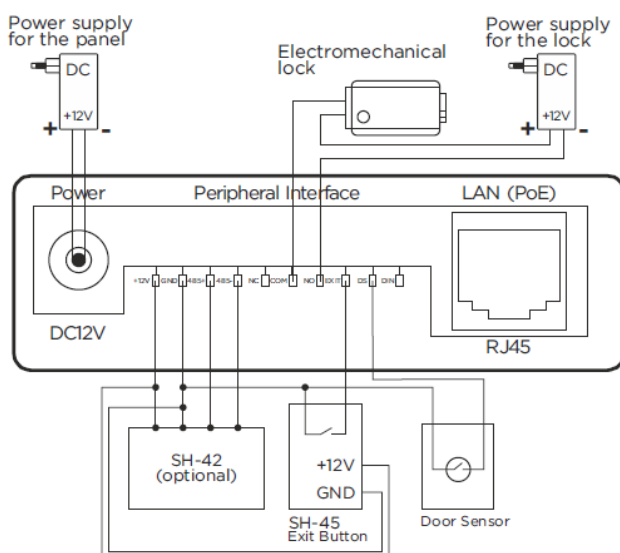 Power supply
for the panel
DC
+12V
+ -
Electromechanical
lock
Power supply
for the lock
DC
+12V
+ -
Power
Peripheral Interface
LAN (PoE)
+12V GND 485+ 485- NC COM NO EXIT DS DIN
DC12V
RJ45
SH-42
(optional)
+12V
GND
SH-45
Exit Button
Door Sensor